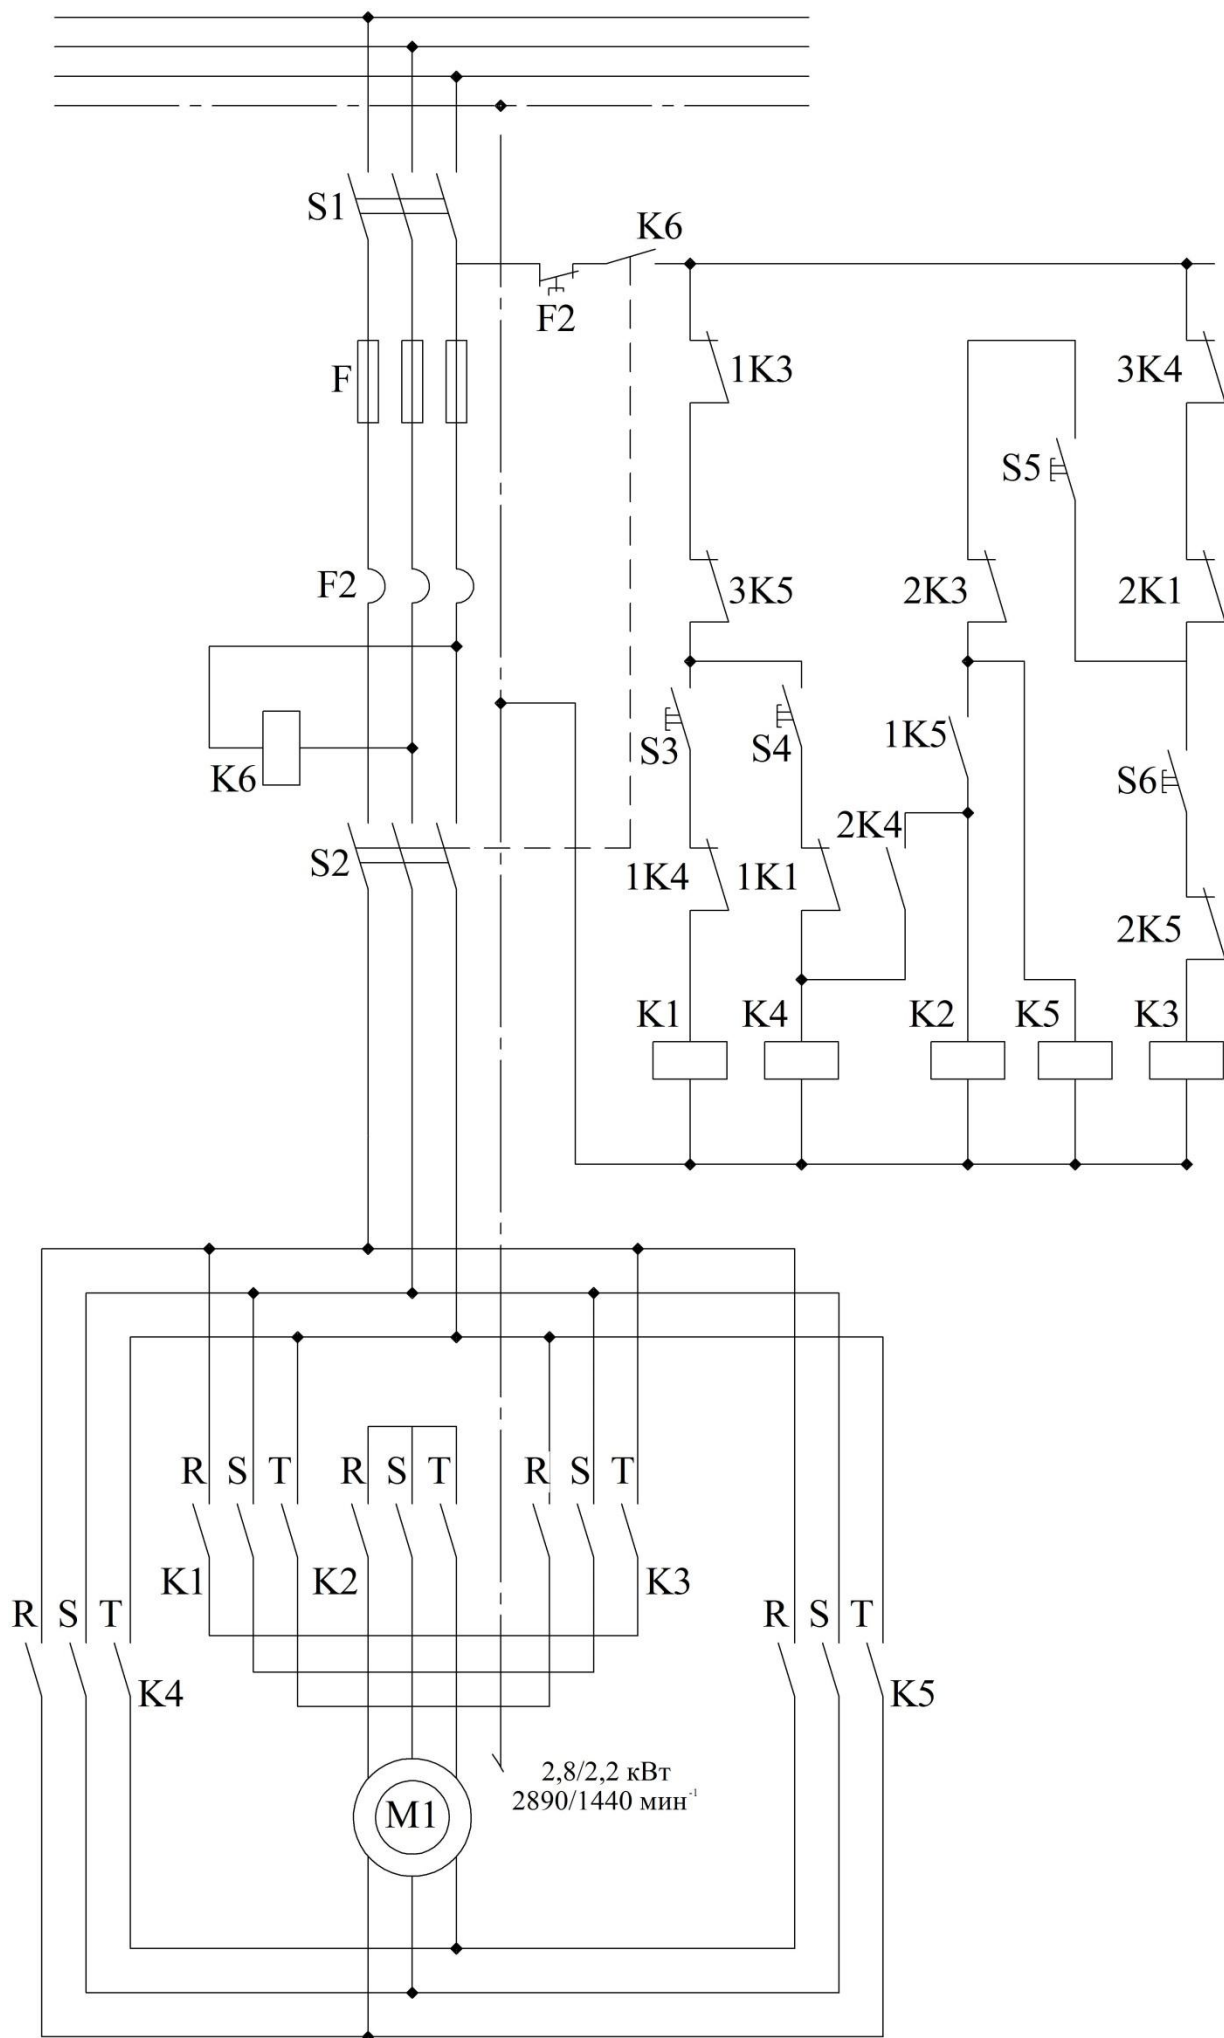 S1
K6
F2
F
1K3
3K4
S5
F2
3K5
2K3
2K1
K6
S3
S4
1K5
S6
S2
2K4
1K4
1K1
2K5
K1
K4
K2
K5
K3
R S T R S T R S T
K1
K2
K3
R S T
R S T
K4
K5
M1
2,8/2,2 кВт
2890/1440 мин⁻¹